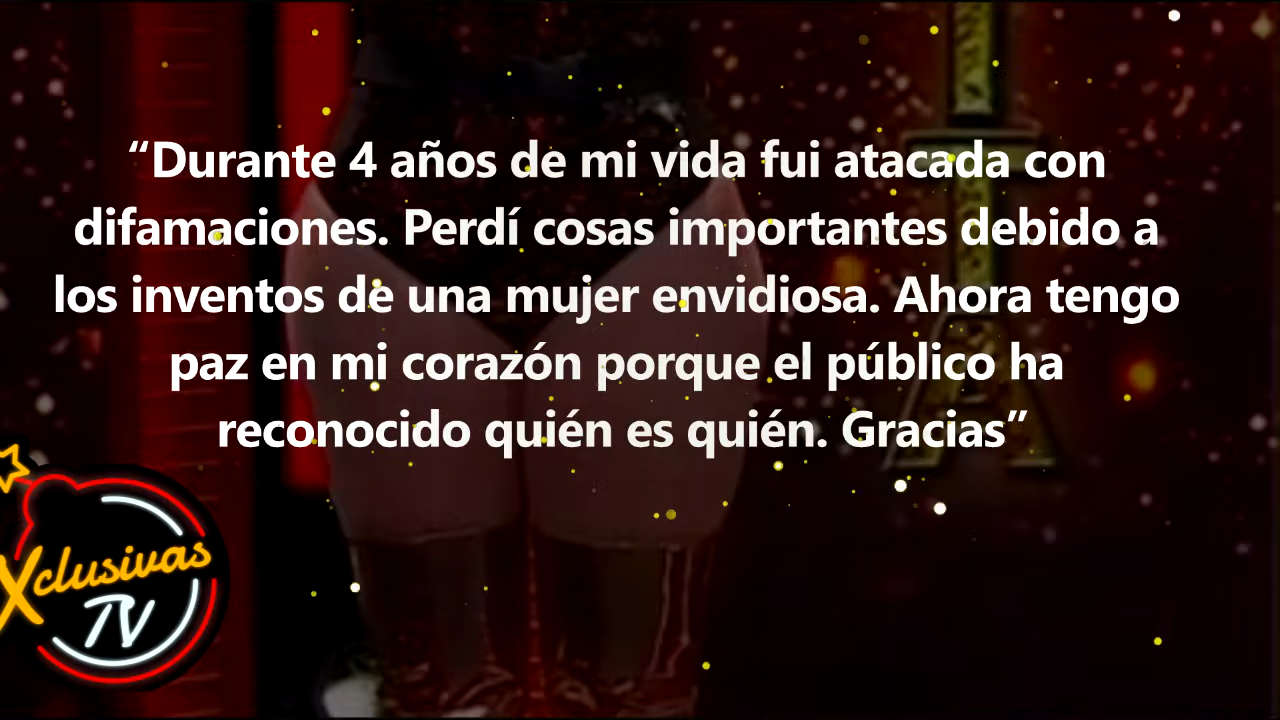 “Durante 4 años de mi vida fui atacada con
difamaciones. Perdí cosas importantes debido a
los inventos de una mujer envidiosa. Ahora tengo
paz en mi corazón porque el público ha
reconocido quién es quién. Gracias”
Xclusivas
TV